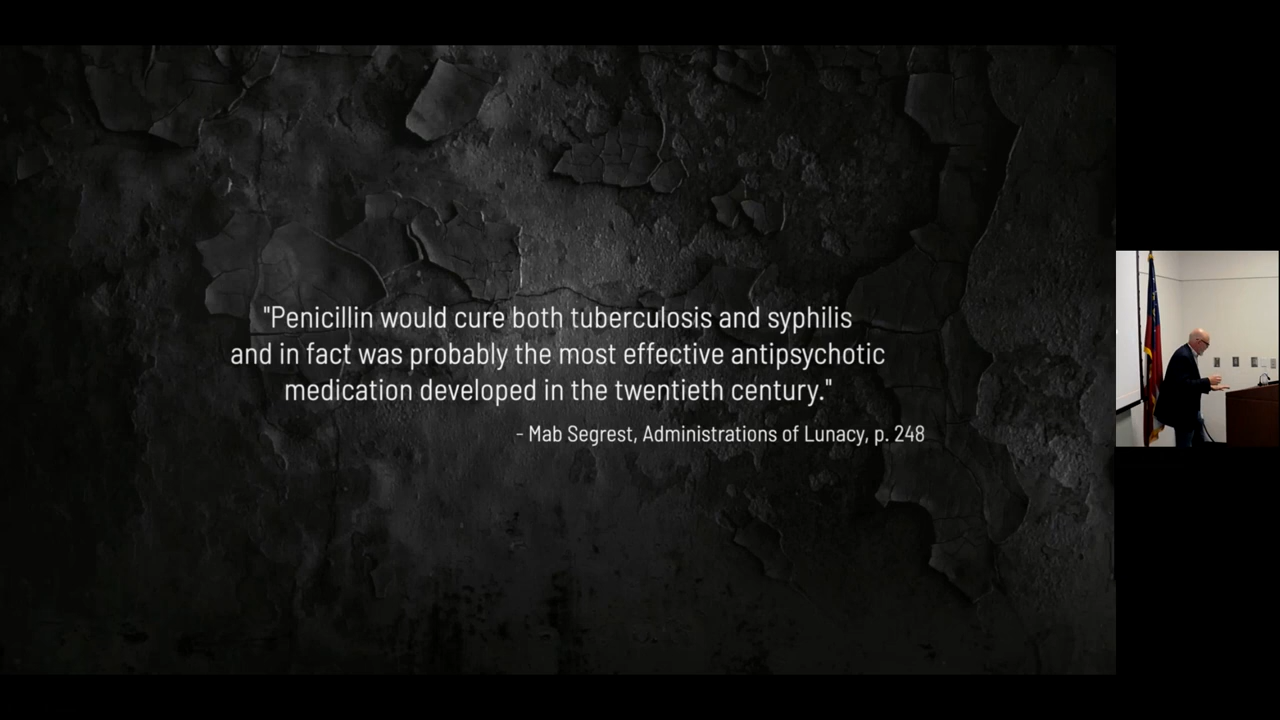 "Penicillin would cure both tuberculosis and syphilis
and in fact was probably the most effective antipsychotic
medication developed in the twentieth century."
- Mab Segrest, Administrations of Lunacy, p. 248